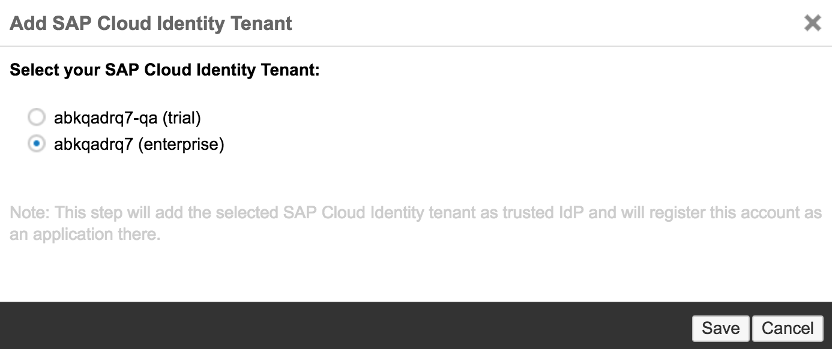 Add SAP Cloud Identity Tenant
Select your SAP Cloud Identity Tenant:
abkqadrq7-qa (trial)
abkqadrq7 (enterprise)
Note: This step will add the selected SAP Cloud Identity tenant as trusted IdP and will register this account as
an application there.
Save Cancel